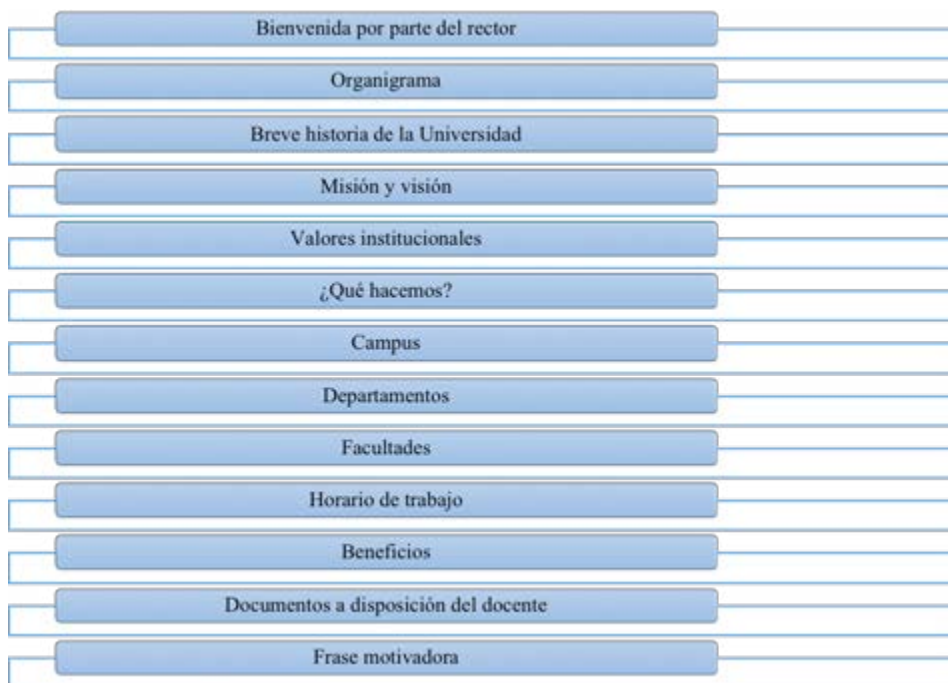 Bienvenida por parte del rector
Organigrama
Breve historia de la Universidad
Misión y visión
Valores institucionales
¿Qué hacemos?
Campus
Departamentos
Facultades
Horario de trabajo
Beneficios
Documentos a disposición del docente
Frase motivadora